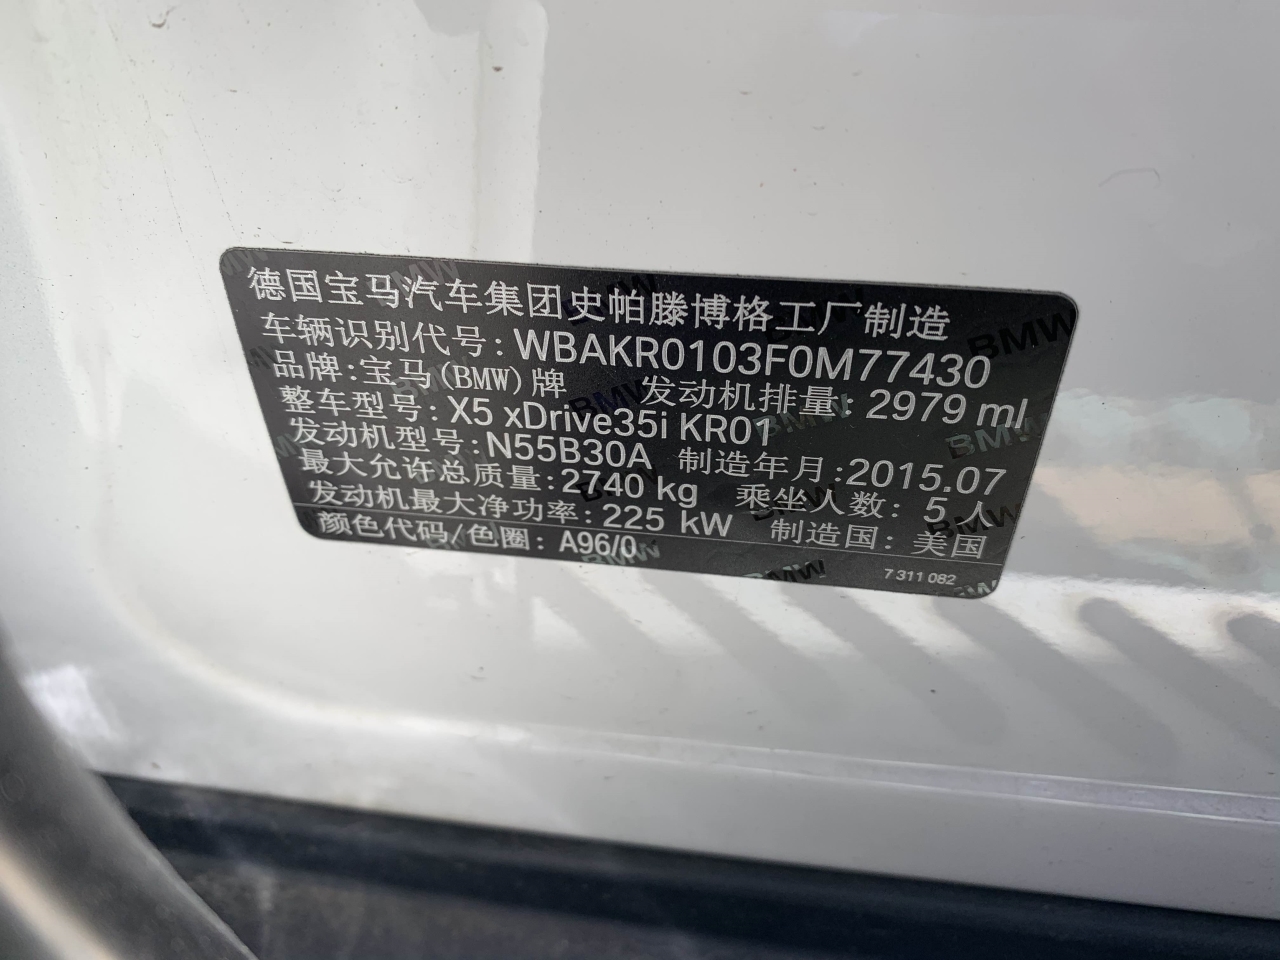 德国宝马汽车集团史帕滕博格工厂制造
车辆识别代号: WBAKR0103F0M77430
品牌:宝马(BMW)牌 发动机排量: 2979 ml
整车型号: X5 xDrive35i KR01
发动机型号: N55B30A 制造年月:2015.07
最大允许总质量:2740 kg 乘坐人数: 5人
发动机最大净功率:225 kW 制造国: 美国
颜色代码/色圈: A96/0
7 311 082